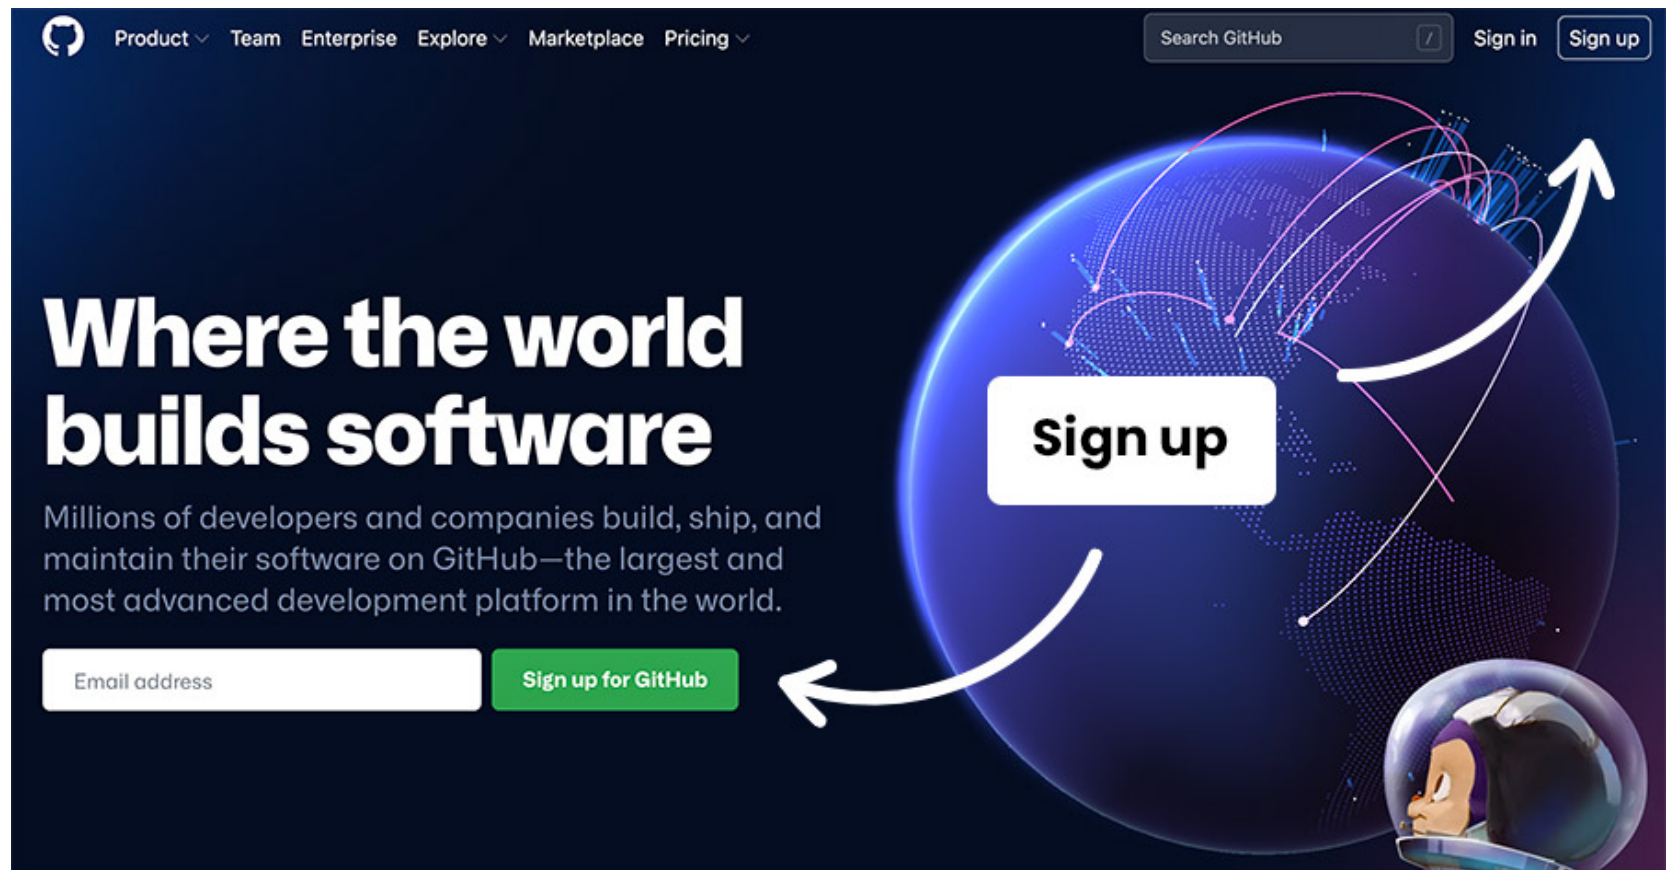 Product Team Enterprise Explore Marketplace Pricing Search GitHub / Sign in Sign up
Where the world
builds software
Millions of developers and companies build, ship, and
maintain their software on GitHub—the largest and
most advanced development platform in the world.
Email address Sign up for GitHub
Sign up